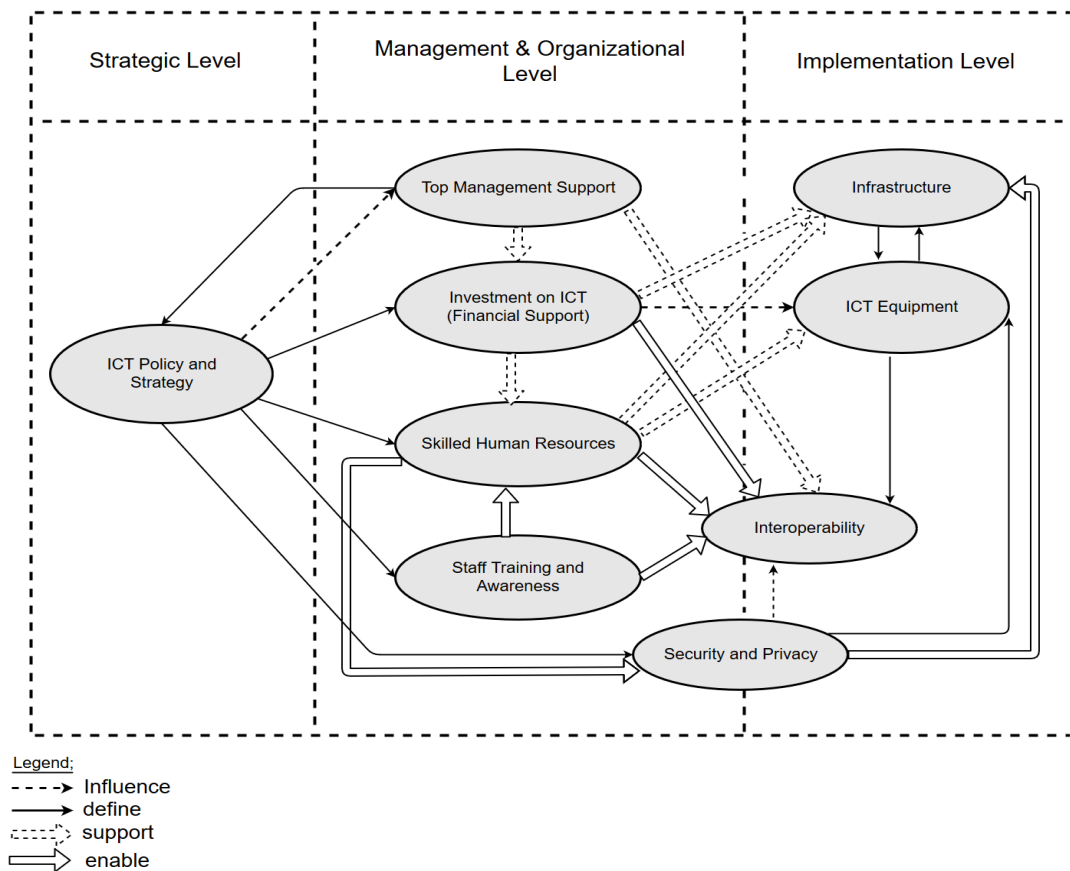 Strategic Level
Management & Organizational
Level
Implementation Level
Top Management Support
Infrastructure
Investment on ICT
(Financial Support)
ICT Equipment
ICT Policy and
Strategy
Skilled Human Resources
Interoperability
Staff Training and
Awareness
Security and Privacy
Legend;
Influence
define
support
enable